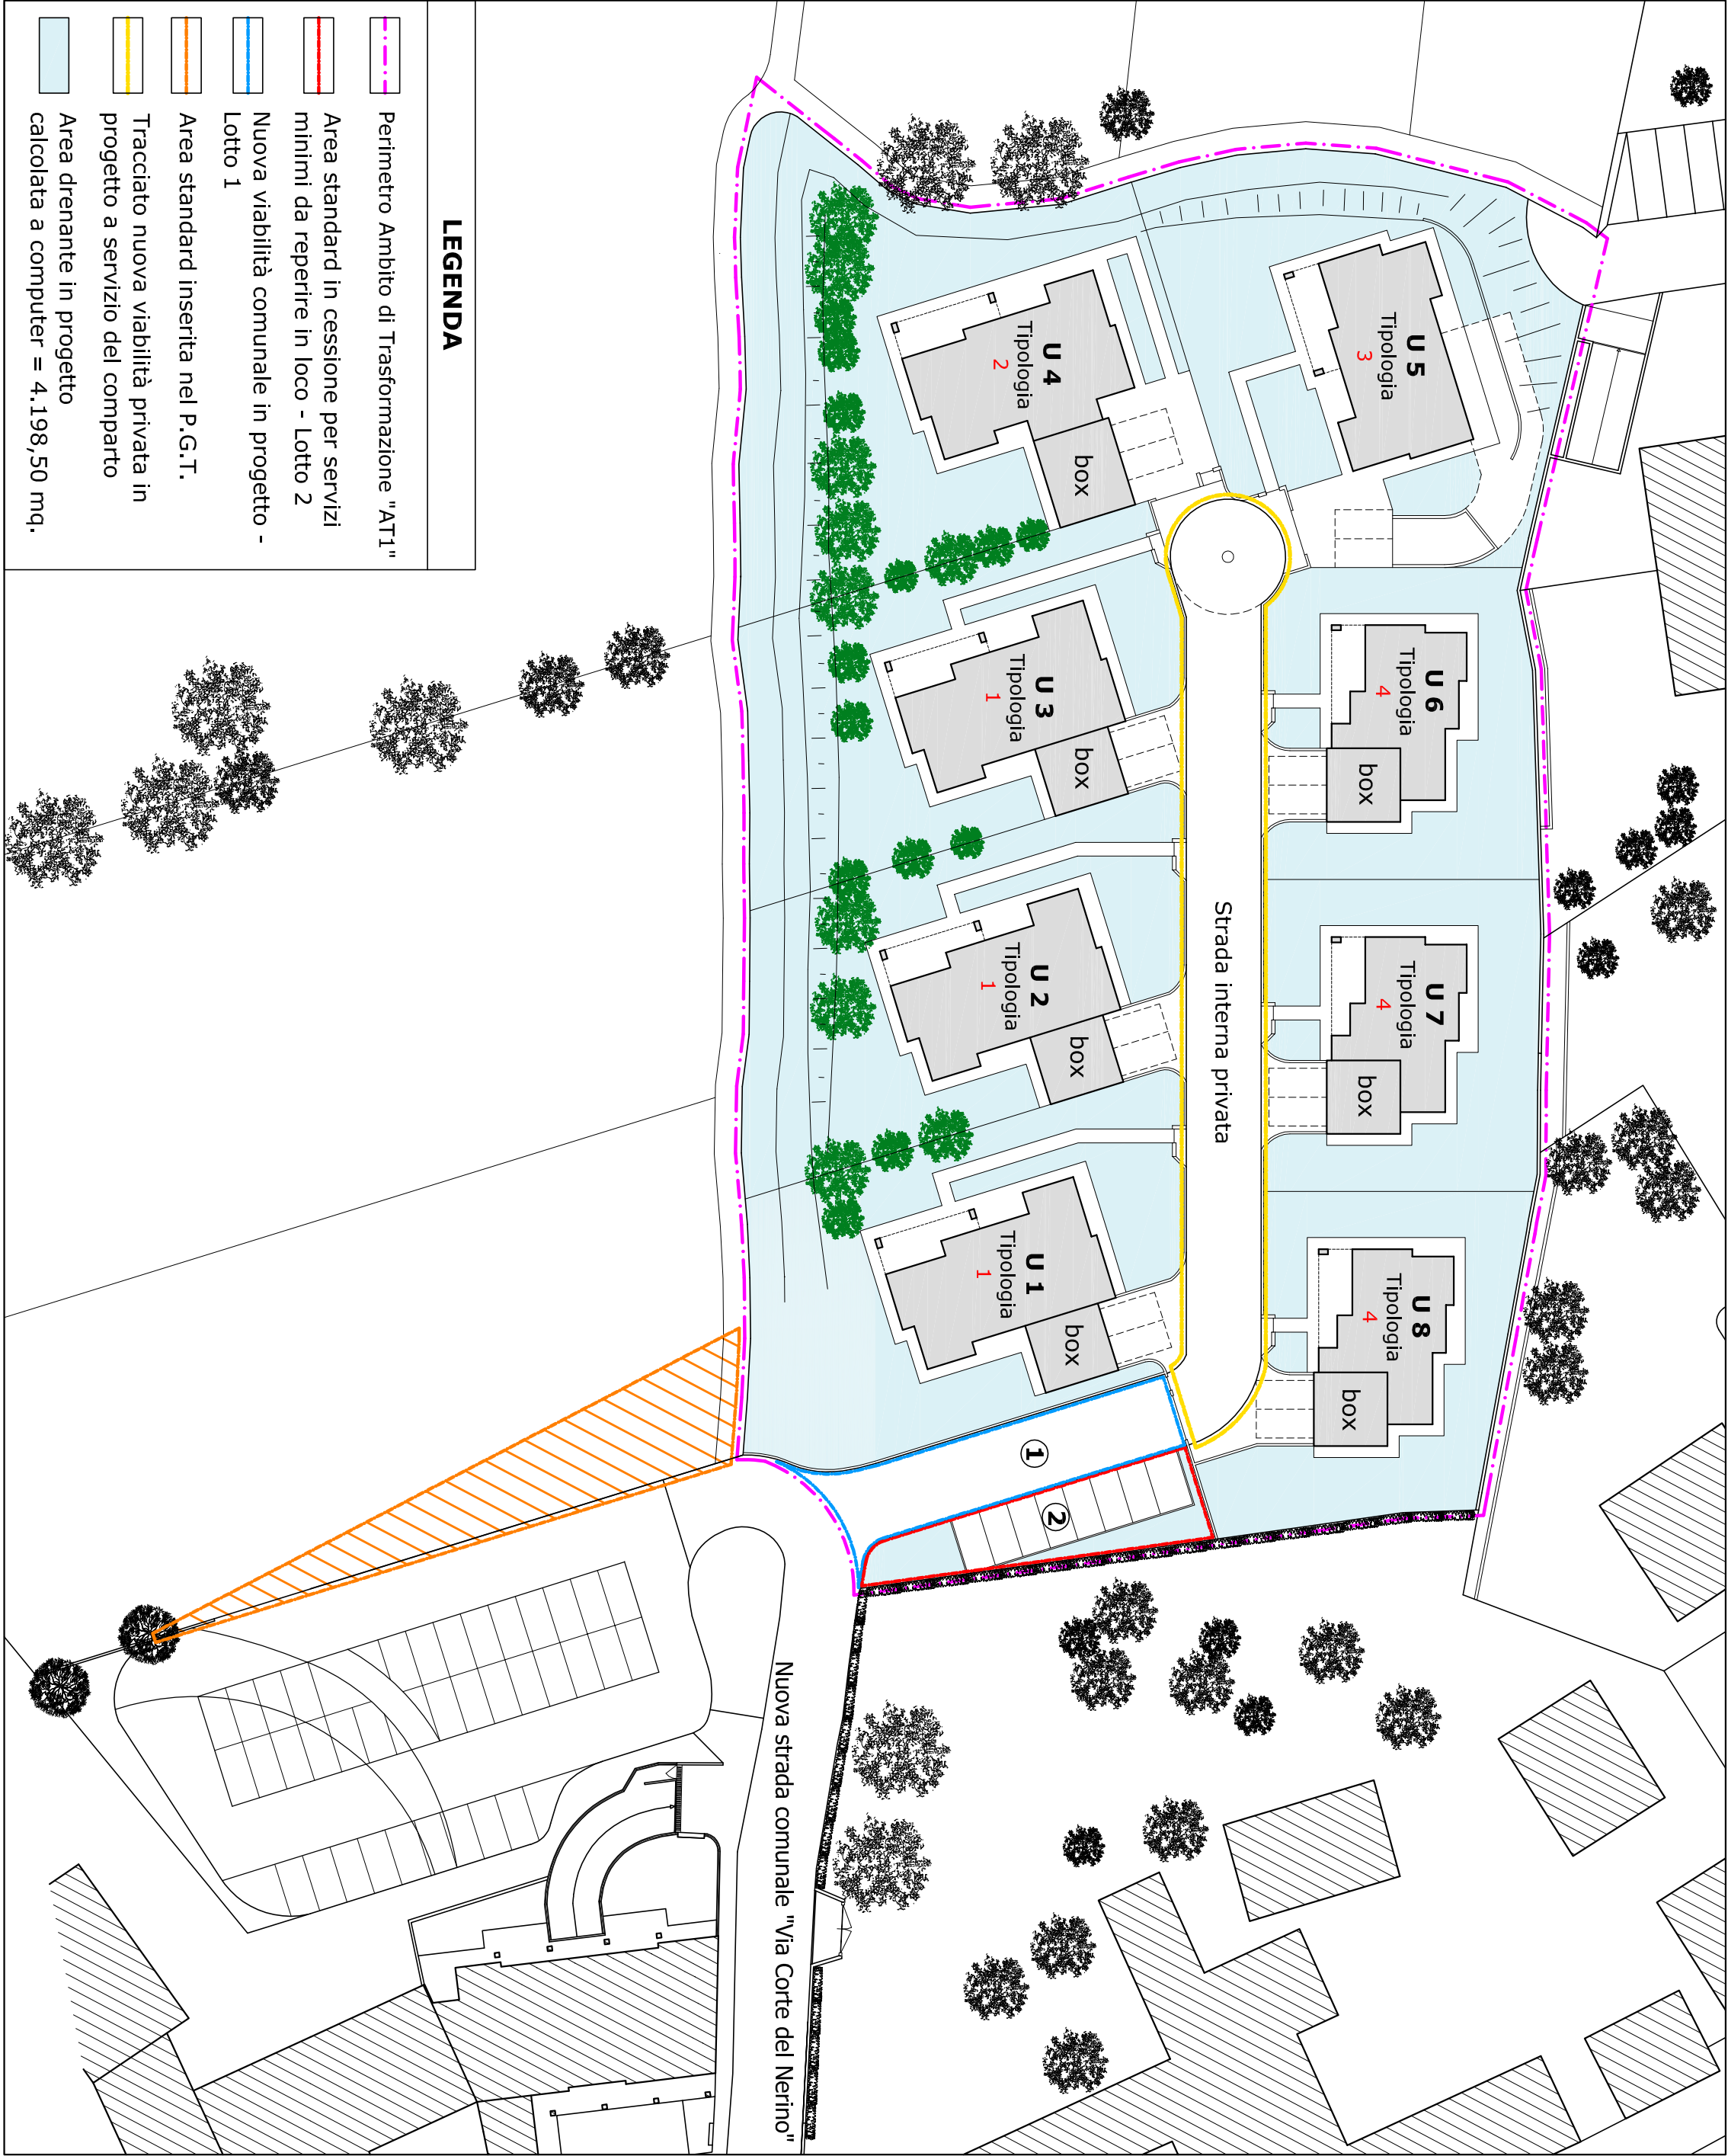 LEGENDA
Perimetro Ambito di Trasformazione "AT1"
Area standard in cessione per servizi
minimi da reperire in loco - Lotto 2
Nuova viabilità comunale in progetto -
Lotto 1
Area standard inserita nel P.G.T.
Tracciato nuova viabilità privata in
progetto a servizio del comparto
Area drenante in progetto
calcolata a computer = 4.198,50 mq.
U 5
Tipologia
3
U 4
Tipologia
2
box
U 6
Tipologia
4
box
U 3
Tipologia
1
box
U 7
Tipologia
4
box
U 2
Tipologia
1
box
Strada interna privata
U 8
Tipologia
4
box
U 1
Tipologia
1
box
1
2
Nuova strada comunale "Via Corte del Nerino"